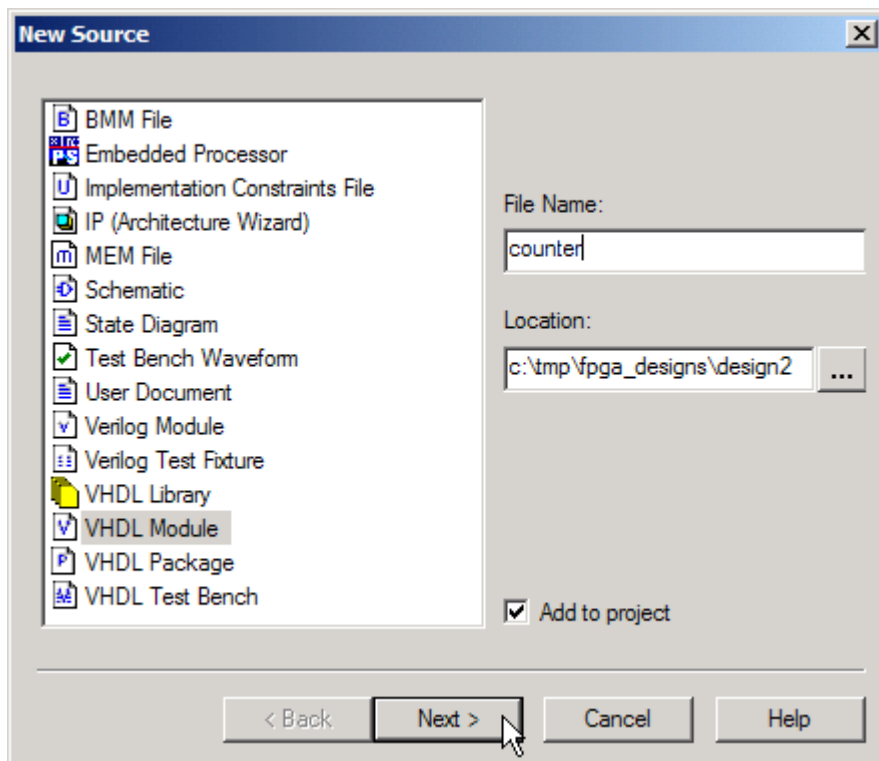 New Source
BMM File
Embedded Processor
Implementation Constraints File
IP (Architecture Wizard)
MEM File
Schematic
State Diagram
Test Bench Waveform
User Document
Verilog Module
Verilog Test Fixture
VHDL Library
VHDL Module
VHDL Package
VHDL Test Bench
File Name:
counter
Location:
c:\tmp\fpga_designs\design2
...
Add to project
< Back
Next >
Cancel
Help